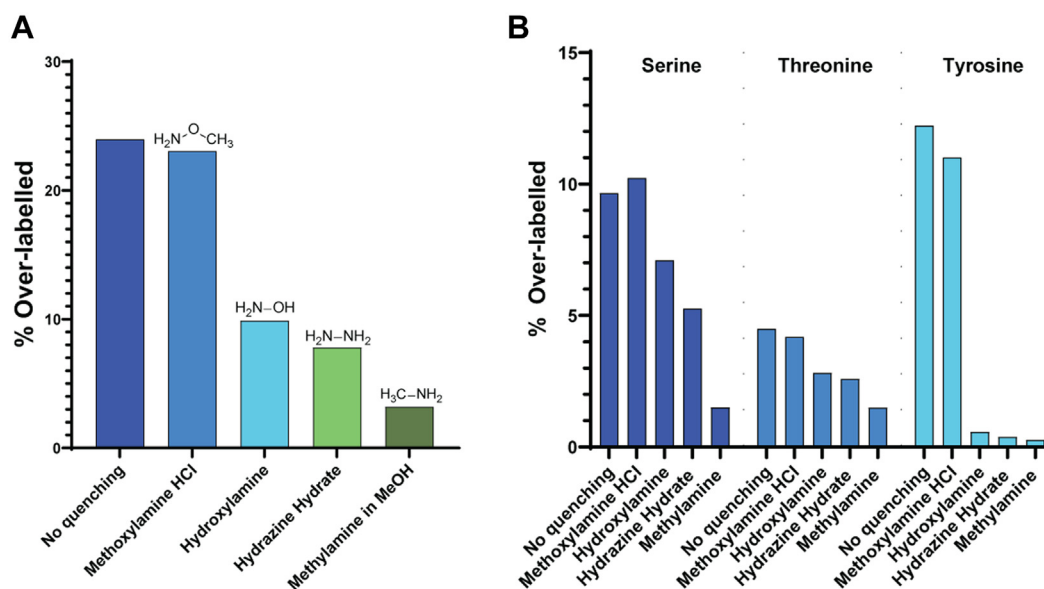 A
30
20
10
0
% Over-labelled
H₂N O CH₃
H₂N–OH
H₂N–NH₂
H₃C–NH₂
No quenching
Methoxylamine HCl
Hydroxylamine
Hydrazine Hydrate
Methylamine in MeOH
B
15
10
5
0
% Over-labelled
Serine Threonine Tyrosine
No quenching
Methoxylamine HCl
Hydroxylamine
Hydrazine Hydrate
Methylamine
No quenching
Methoxylamine HCl
Hydroxylamine
Hydrazine Hydrate
Methylamine
No quenching
Methoxylamine HCl
Hydroxylamine
Hydrazine Hydrate
Methylamine